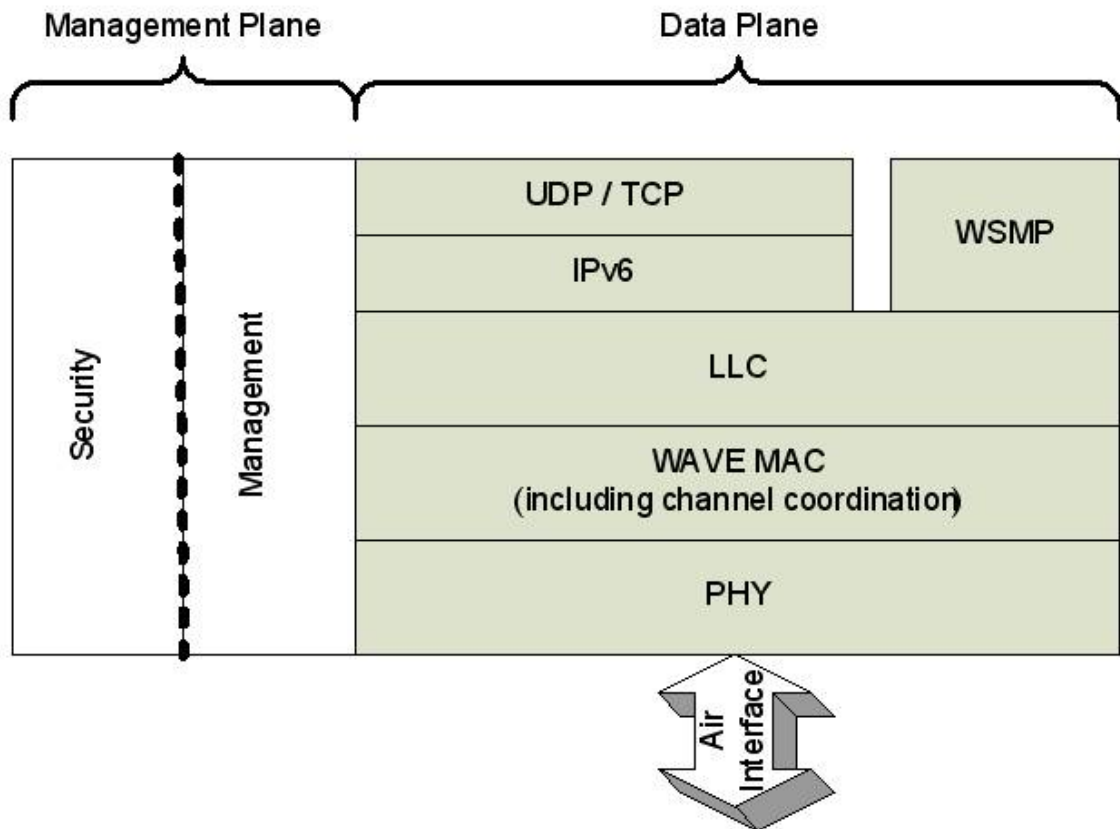 Management Plane
Data Plane
Security
Management
UDP / TCP
IPv6
WSMP
LLC
WAVE MAC
(including channel coordination)
PHY
Air
Interface